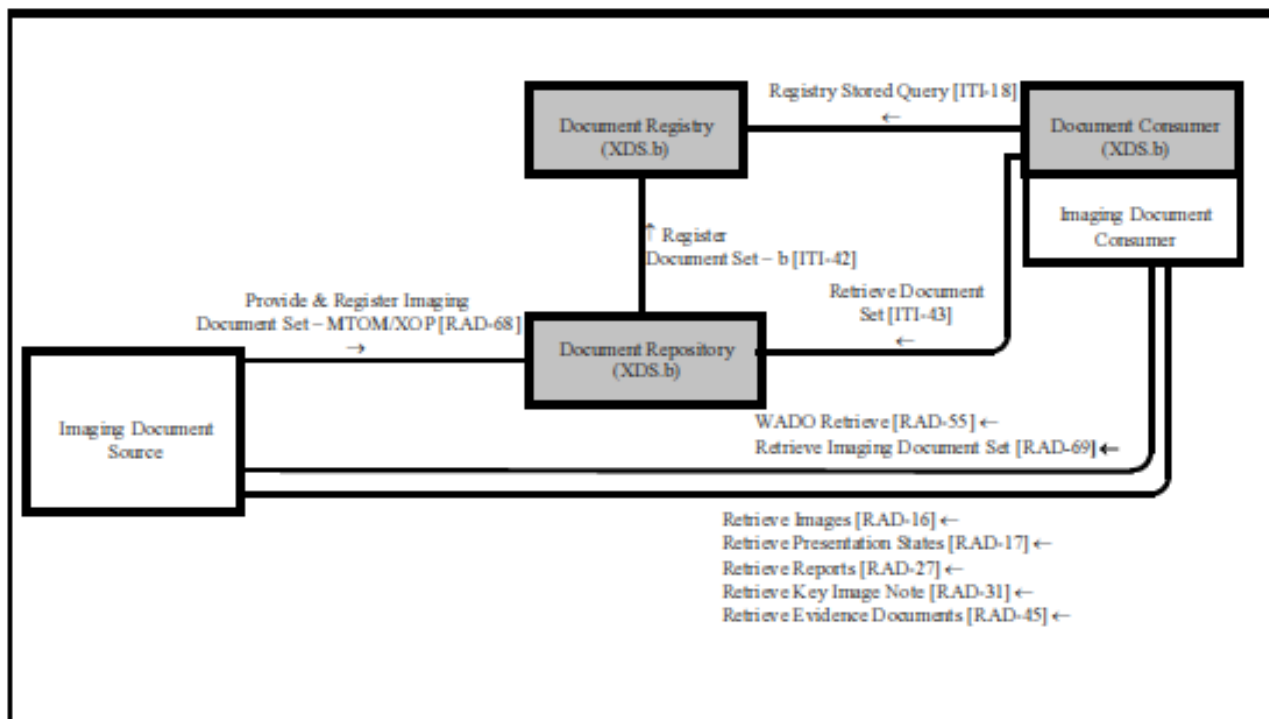 Registry Stored Query [ITI-18]
←
Document Registry
(XDS.b)
Document Consumer
(XDS.b)
Imaging Document
Consumer
↑ Register
Document Set – b [ITI-42]
Retrieve Document
Set [ITI-43]
←
Provide & Register Imaging
Document Set – MTOM/XOP [RAD-68]
→
Document Repository
(XDS.b)
Imaging Document
Source
WADO Retrieve [RAD-55] ←
Retrieve Imaging Document Set [RAD-69] ←
Retrieve Images [RAD-16] ←
Retrieve Presentation States [RAD-17] ←
Retrieve Reports [RAD-27] ←
Retrieve Key Image Note [RAD-31] ←
Retrieve Evidence Documents [RAD-45] ←